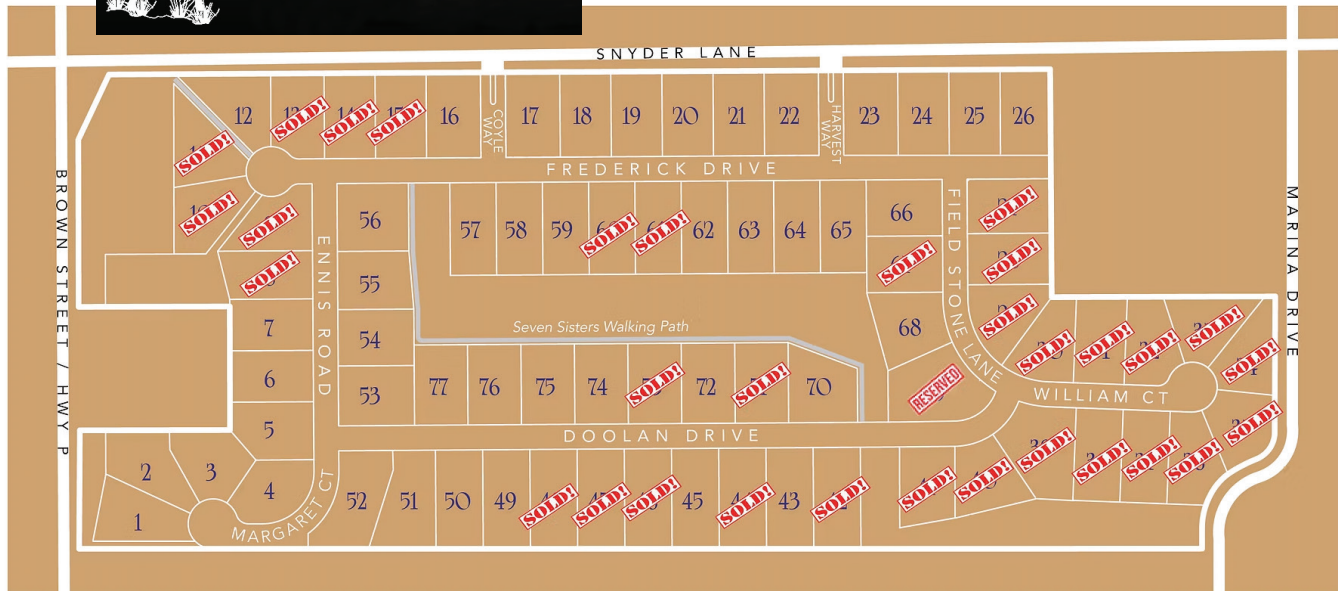 SNYDER LANE
12
SOLD!
SOLD!
SOLD!
16
COYLE WAY
17
18
19
20
21
22
HARVEST WAY
23
24
25
26
SOLD!
SOLD!
FREDERICK DRIVE
BROWN STREET / HWY P
MARINA DRIVE
SOLD!
SOLD!
7
6
5
4
3
2
1
ENNIS ROAD
MARGARET CT
56
55
54
53
57
58
59
SOLD!
SOLD!
62
63
64
65
66
SOLD!
68
RESERVED
FIELD STONE LANE
SOLD!
SOLD!
SOLD!
Seven Sisters Walking Path
77
76
75
74
SOLD!
72
SOLD!
70
DOOLAN DRIVE
SOLD!
SOLD!
SOLD!
SOLD!
SOLD!
WILLIAM CT
52
51
50
49
SOLD!
SOLD!
SOLD!
45
SOLD!
43
SOLD!
SOLD!
SOLD!
SOLD!
SOLD!
SOLD!
SOLD!
SOLD!